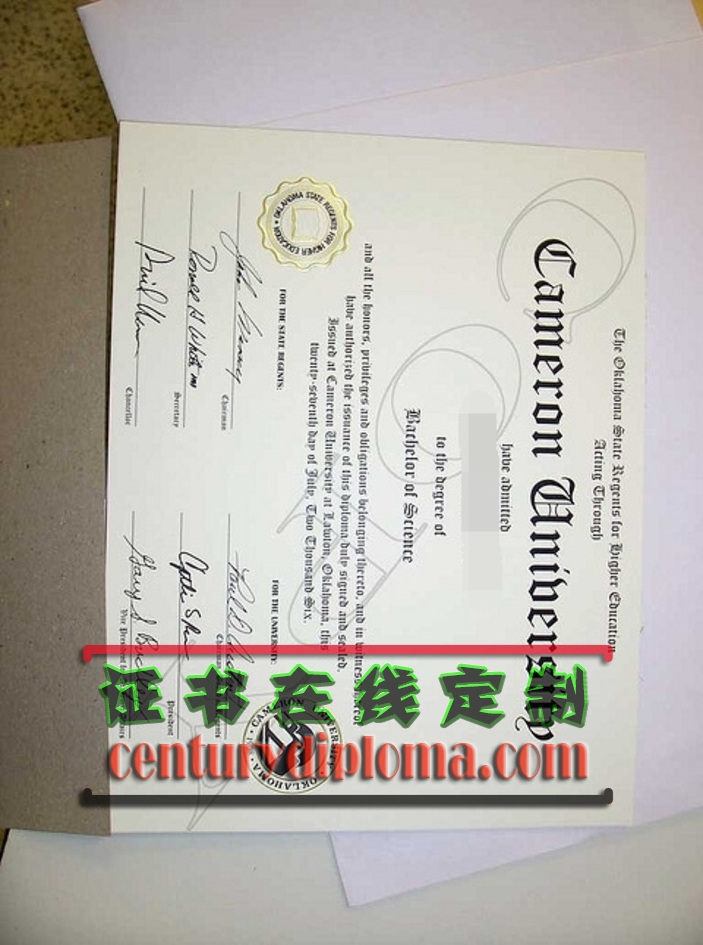 The Oklahoma State Regents for Higher Education
Acting Through
Cameron University
have admitted
to the degree of
Bachelor of Science
and all the honors, privileges and obligations belonging thereto, and in witness
have authorized the issuance of this diploma duly signed and sealed.
Issued at Cameron University at Lawton, Oklahoma, this
twenty-seventh day of July, Two Thousand Six.
OKLAHOMA STATE REGENTS FOR HIGHER EDUCATION
FOR THE STATE REGENTS:
Chairman
Secretary
Chancellor
FOR THE UNIVERSITY:
President
CAMERON UNIVERSITY
OKLAHOMA
证书在线定制
centurydiploma.com